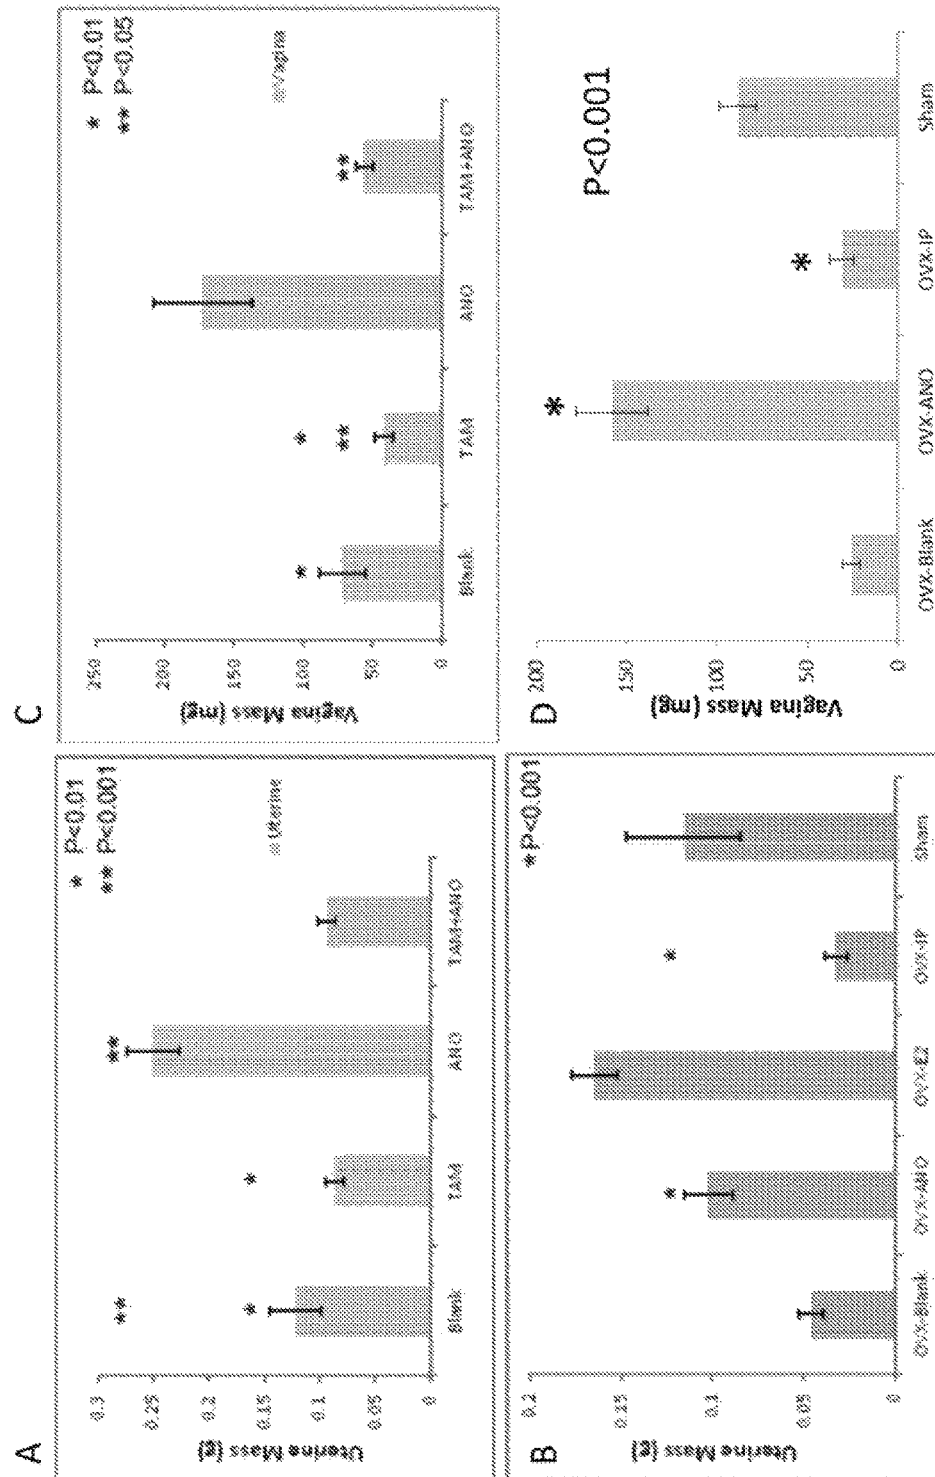 A
* P<0.01
** P<0.001
Uterine
Uterine Mass (g)
0.3
0.25
0.2
0.15
0.1
0.05
0
** * * **
Blank TAM ANO TAM+ANO
B
*P<0.001
Uterine Mass (g)
0.2
0.15
0.1
0.05
0
* *
OVX-Blank OVX-ANO OVX-E2 OVX-IP sham
C
* P<0.01
** P<0.05
Vagina
Vagina Mass (mg)
250
200
150
100
50
0
* * ** **
Blank TAM ANO TAM+ANO
D
P<0.001
Vagina Mass (mg)
200
150
100
50
0
* *
OVX-Blank OVX-ANO OVX-IP Sham